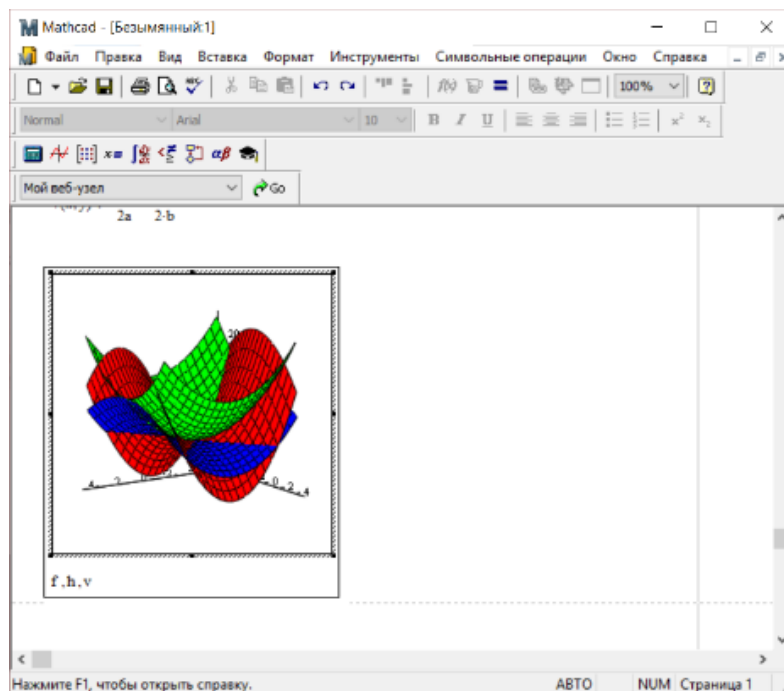 Mathcad - [Безымянный:1]
Файл Правка Вид Вставка Формат Инструменты Символьные операции Окно Справка
100%
Normal Arial 10 B I U
αβ
Мой веб-узел Go
2a 2·b
20
4 2 0 0 2 4
f,h,v
Нажмите F1, чтобы открыть справку. АВТО NUM Страница 1